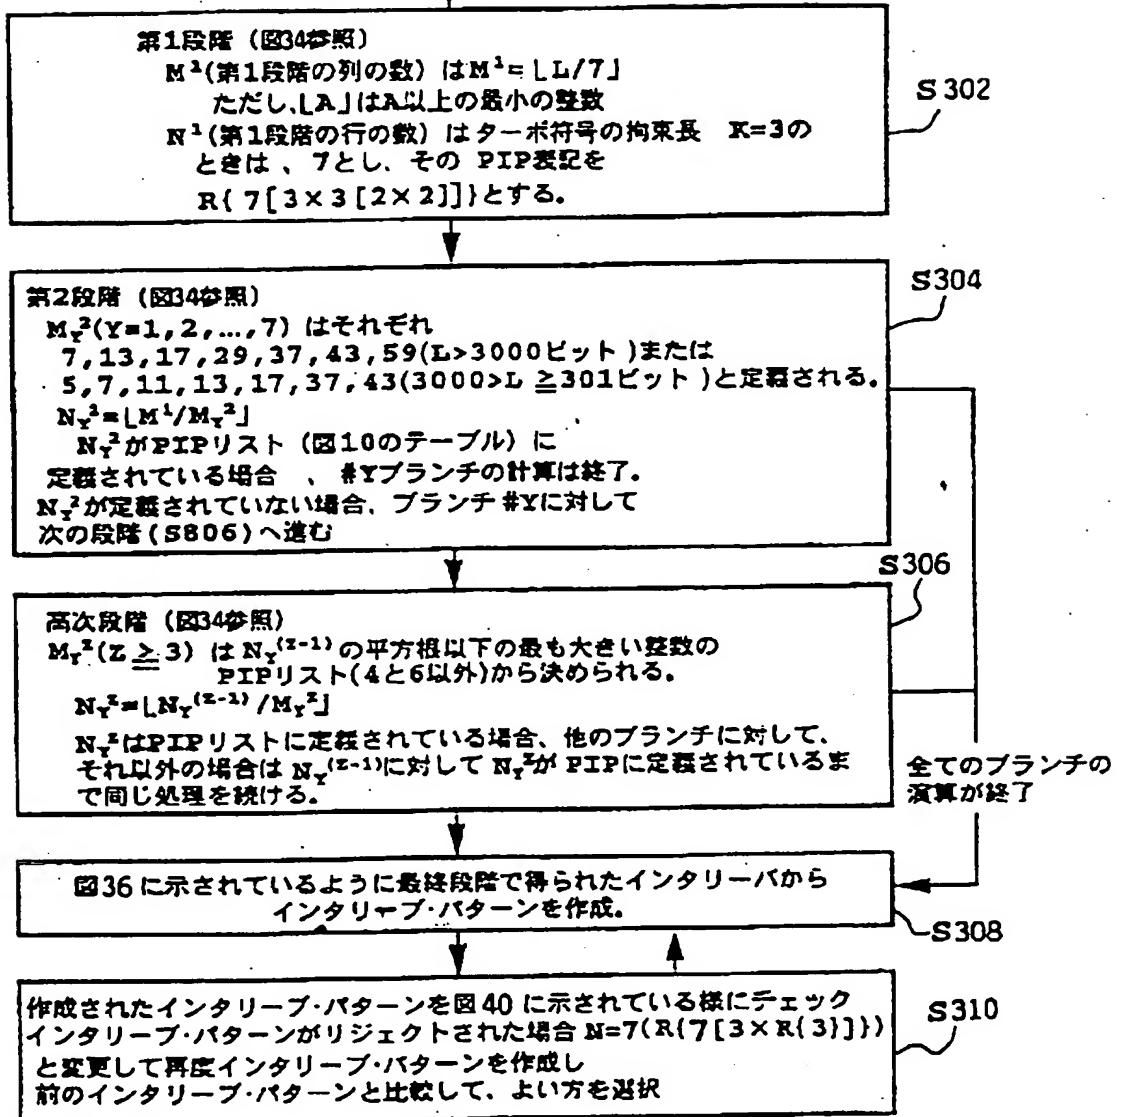 第1段階 (図34参照)
M¹(第1段階の列の数) はM¹=⌊L/7⌋
ただし、⌊A⌋はA以上の最小の整数
N¹(第1段階の行の数) はターボ符号の拘束長 K=3の
ときは、7とし、その PIP表記を
R{7[3×3[2×2]]}とする。
S302
第2段階 (図34参照)
M_Y²(Y=1,2,...,7) はそれぞれ
7,13,17,29,37,43,59(L>3000ビット)または
5,7,11,13,17,37,43(3000>L≧301ビット)と定義される。
N_Y²=⌊M¹/M_Y²⌋
N_Y²がPIPリスト (図10のテーブル) に
定義されている場合、#Yブランチの計算は終了。
N_Y²が定義されていない場合、ブランチ#Yに対して
次の段階(S806)へ進む
S304
高次段階 (図34参照)
M_Y^Z(Z≧3) はN_Y^(Z-1)の平方根以下の最も大きい整数の
PIPリスト(4と6以外)から決められる。
N_Y^Z=⌊N_Y^(Z-1)/M_Y^Z⌋
N_Y^ZはPIPリストに定義されている場合、他のブランチに対して、
それ以外の場合は N_Y^(Z-1)に対して N_Y^Zが PIPに定義されているま
で同じ処理を続ける。
S306
全てのブランチの
演算が終了
図36に示されているように最終段階で得られたインタリーバから
インタリーブ・パターンを作成。
S308
作成されたインタリーブ・パターンを図40に示されている様にチェック
インタリーブ・パターンがリジェクトされた場合 N=7(R{7[3×R{3}]})
と変更して再度インタリーブ・パターンを作成し
前のインタリーブ・パターンと比較して、よい方を選択
S310